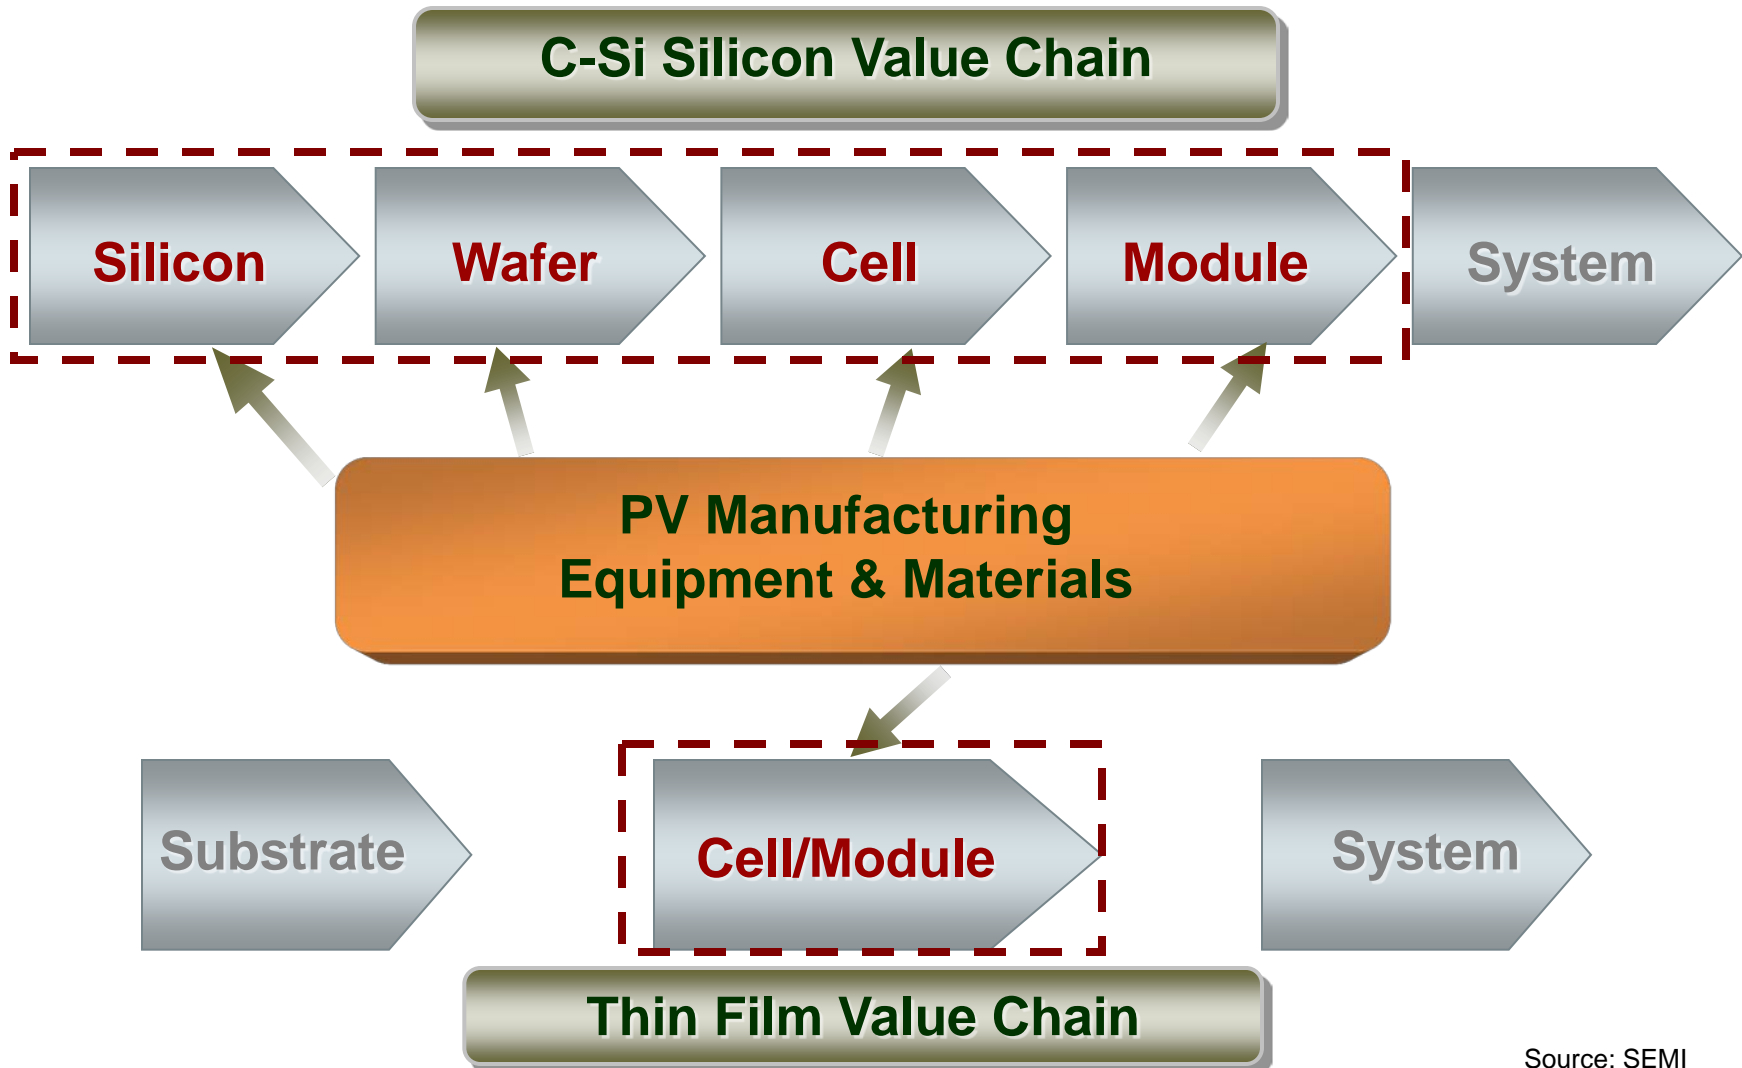 C-Si Silicon Value Chain
Silicon
Wafer
Cell
Module
System
PV Manufacturing
Equipment & Materials
Substrate
Cell/Module
System
Thin Film Value Chain
Source: SEMI